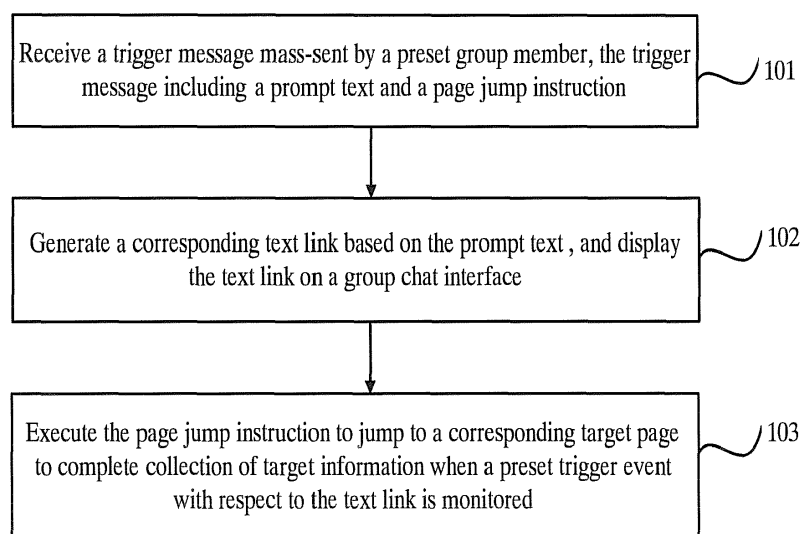 Receive a trigger message mass-sent by a preset group member, the trigger
message including a prompt text and a page jump instruction
101
Generate a corresponding text link based on the prompt text , and display
the text link on a group chat interface
102
Execute the page jump instruction to jump to a corresponding target page
to complete collection of target information when a preset trigger event
with respect to the text link is monitored
103